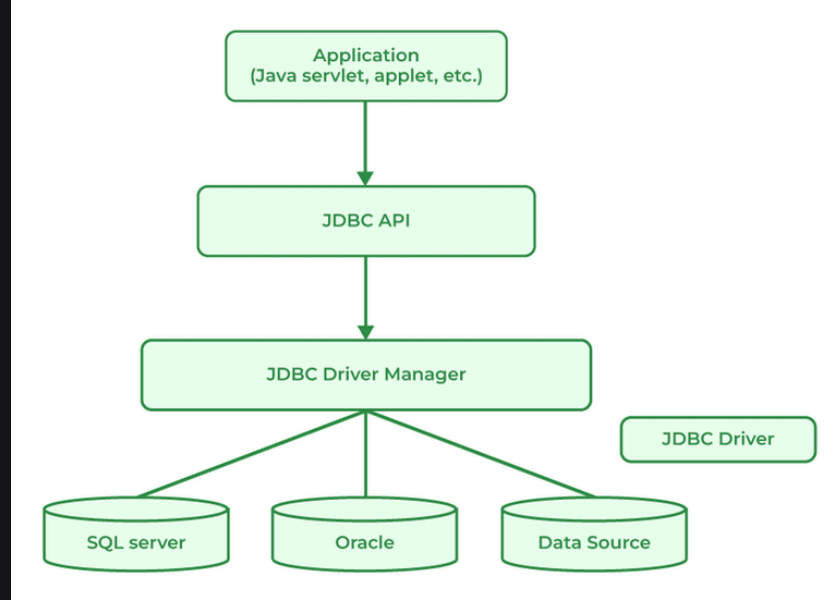 Application
(Java servlet, applet, etc.)
JDBC API
JDBC Driver Manager
JDBC Driver
SQL server
Oracle
Data Source